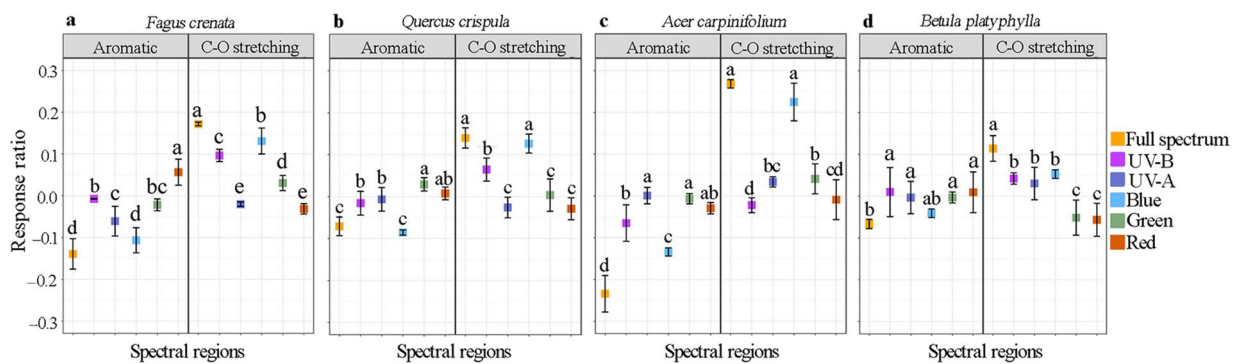 a Fagus crenata
b Quercus crispula
c Acer carpinifolium
d Betula platyphylla
Aromatic C-O stretching
Aromatic C-O stretching
Aromatic C-O stretcthing
Aromatic C-O stretching
Response ratio
0.3
0.2
0.1
0.0
−0.1
−0.2
−0.3
d b c d bc a a c e b d e
c b b c a ab a b c a c c
d b a c a ab a d bc a b cd
b a a ab a a a b b b c c
Spectral regions
Spectral regions
Spectral regions
Spectral regions
Full spectrum
UV-B
UV-A
Blue
Green
Red